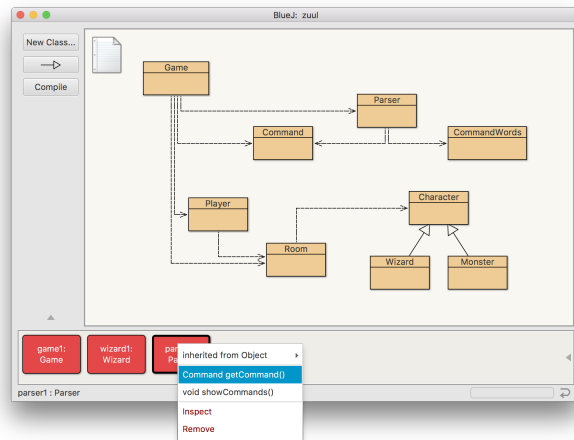 BlueJ: zuul
New Class...
Compile
Game
Parser
Command
CommandWords
Player
Character
Room
Wizard
Monster
game1:
Game
wizard1:
Wizard
inherited from Object
Command getCommand()
void showCommands()
Inspect
Remove
parser1 : Parser